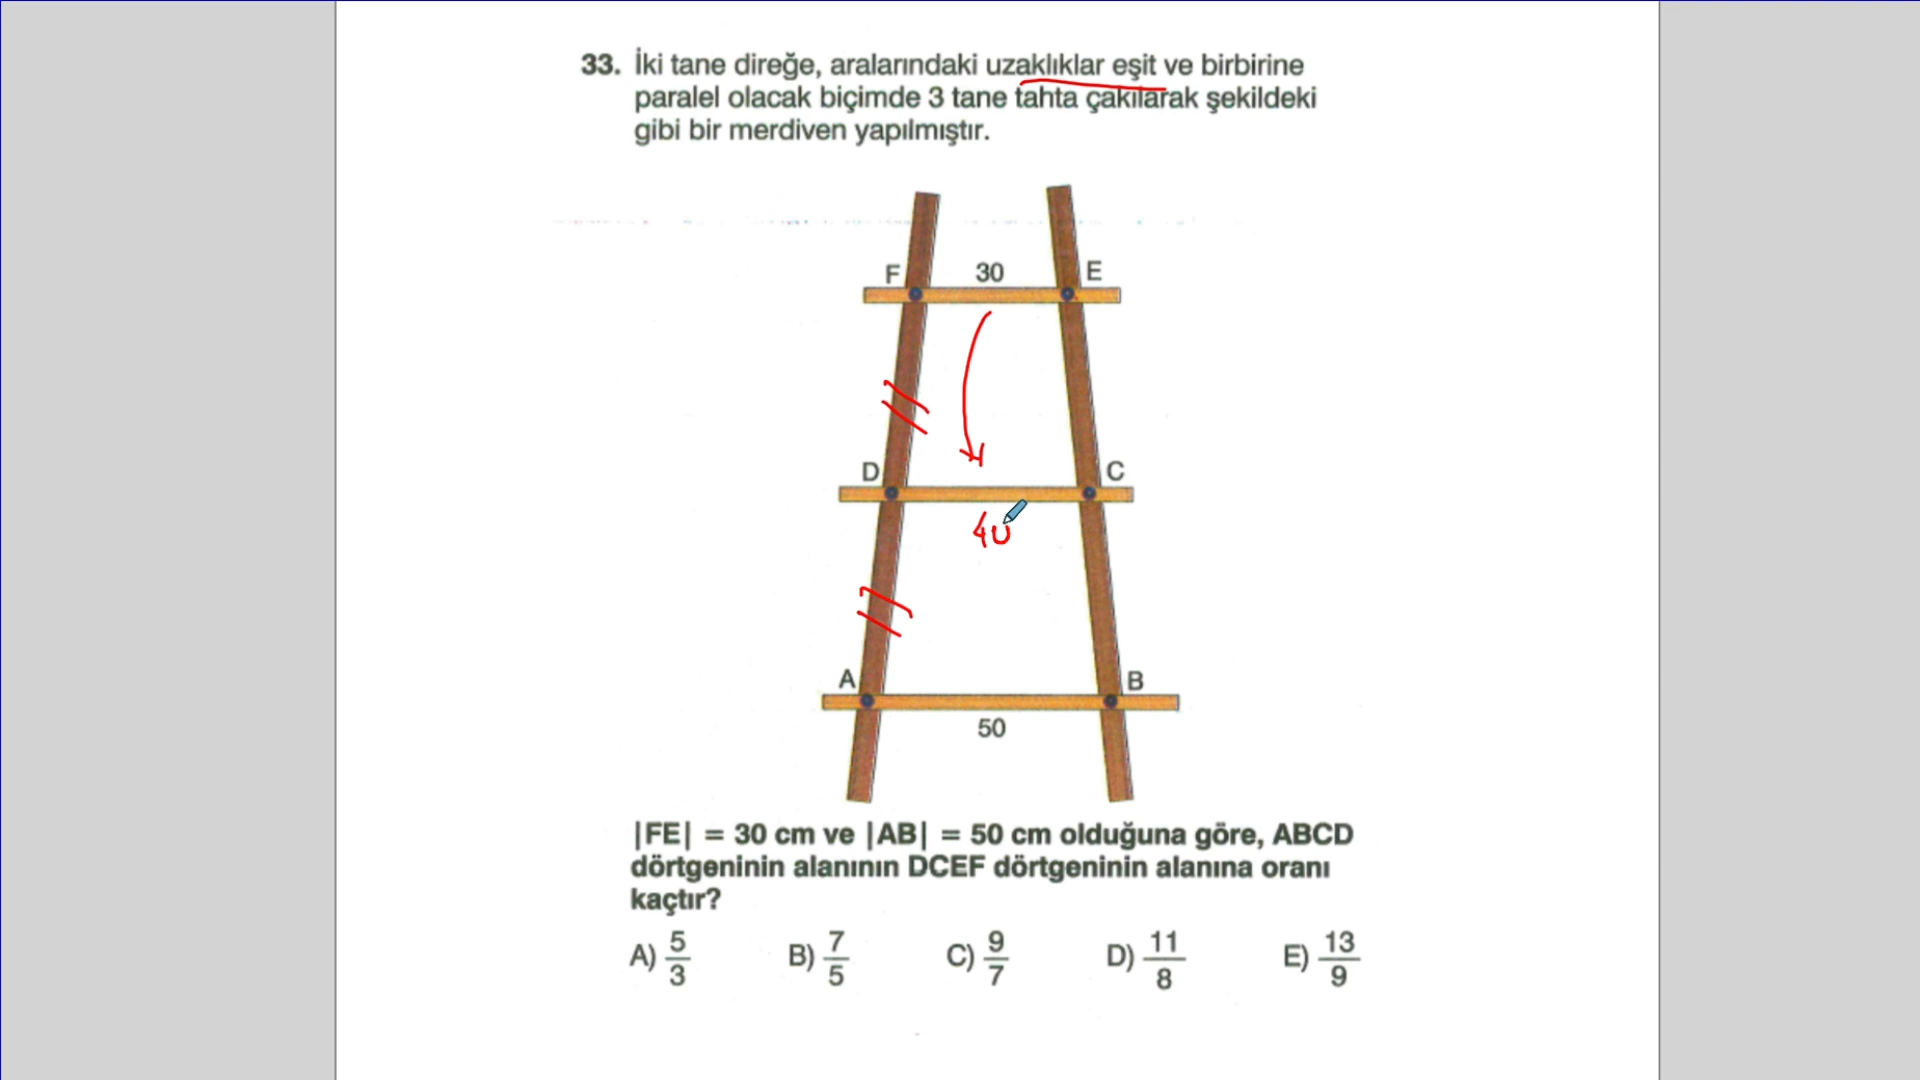 33. İki tane direğe, aralarındaki uzaklıklar eşit ve birbirine
paralel olacak biçimde 3 tane tahta çakılarak şekildeki
gibi bir merdiven yapılmıştır.
F 30 E
D C
40
A B
50
|FE| = 30 cm ve |AB| = 50 cm olduğuna göre, ABCD
dörtgeninin alanının DCEF dörtgeninin alanına oranı
kaçtır?
A) 5/3 B) 7/5 C) 9/7 D) 11/8 E) 13/9